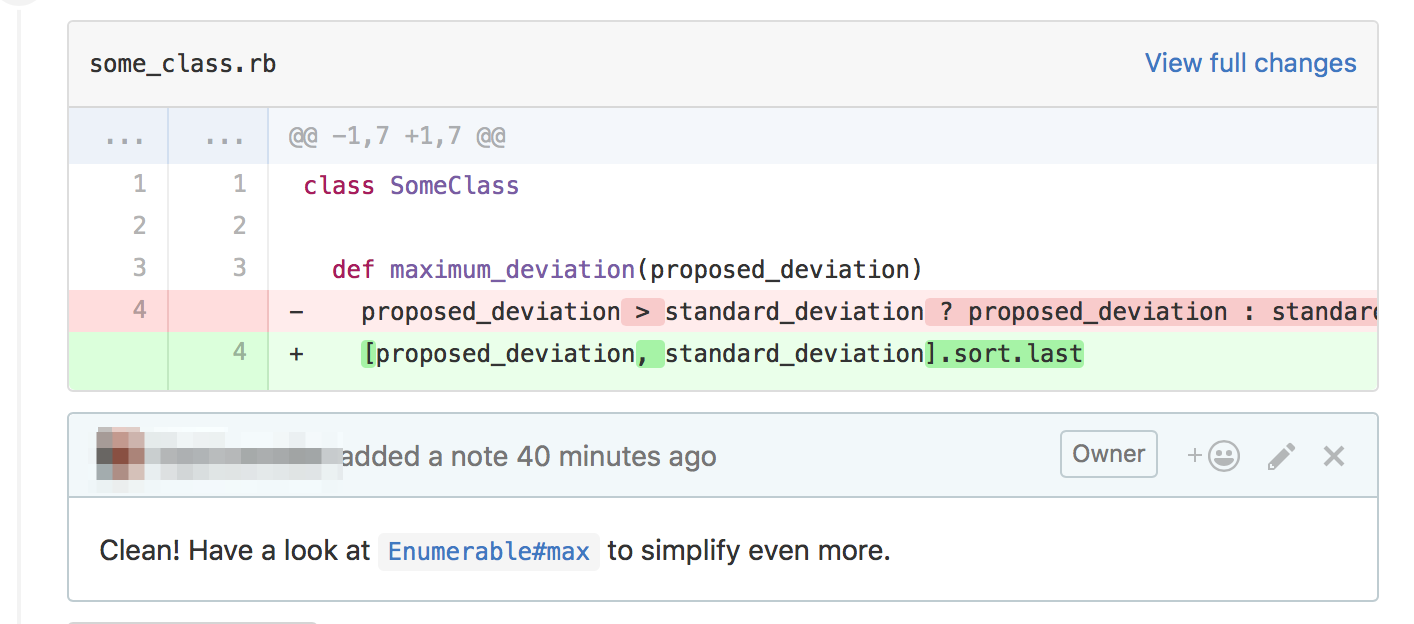 some_class.rb View full changes
... ... @@ -1,7 +1,7 @@
1 1 class SomeClass
2 2
3 3 def maximum_deviation(proposed_deviation)
4 - proposed_deviation > standard_deviation ? proposed_deviation : standard
4 + [proposed_deviation, standard_deviation].sort.last
added a note 40 minutes ago Owner +
Clean! Have a look at Enumerable#max to simplify even more.